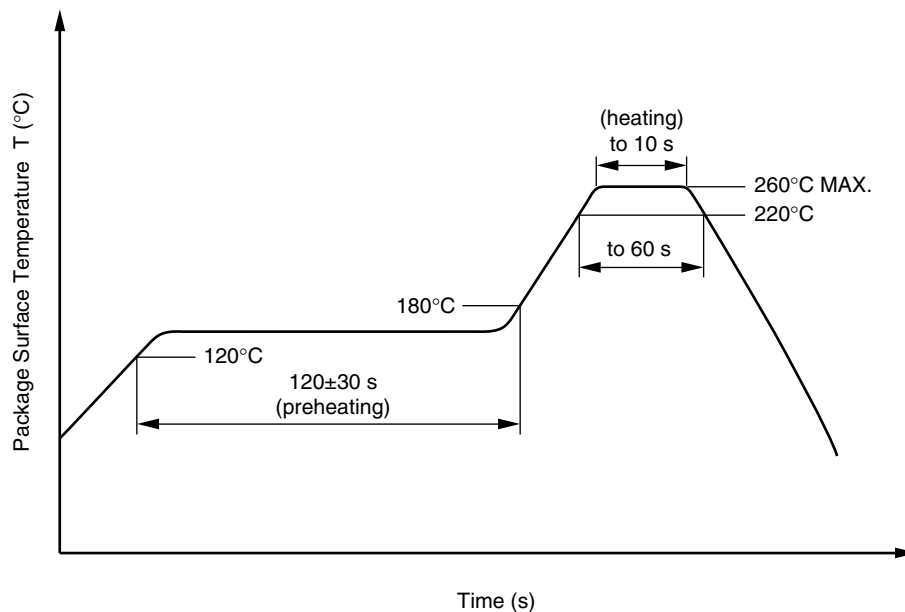 Package Surface Temperature T (°C)
(heating)
to 10 s
260°C MAX.
220°C
to 60 s
180°C
120°C
120±30 s
(preheating)
Time (s)